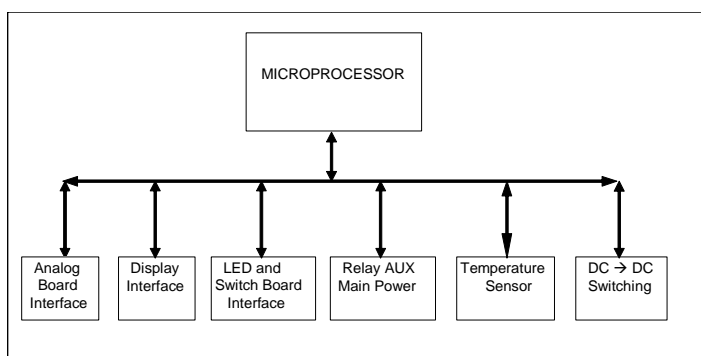 MICROPROCESSOR
Analog
Board
Interface
Display
Interface
LED and
Switch Board
Interface
Relay AUX
Main Power
Temperature
Sensor
DC → DC
Switching